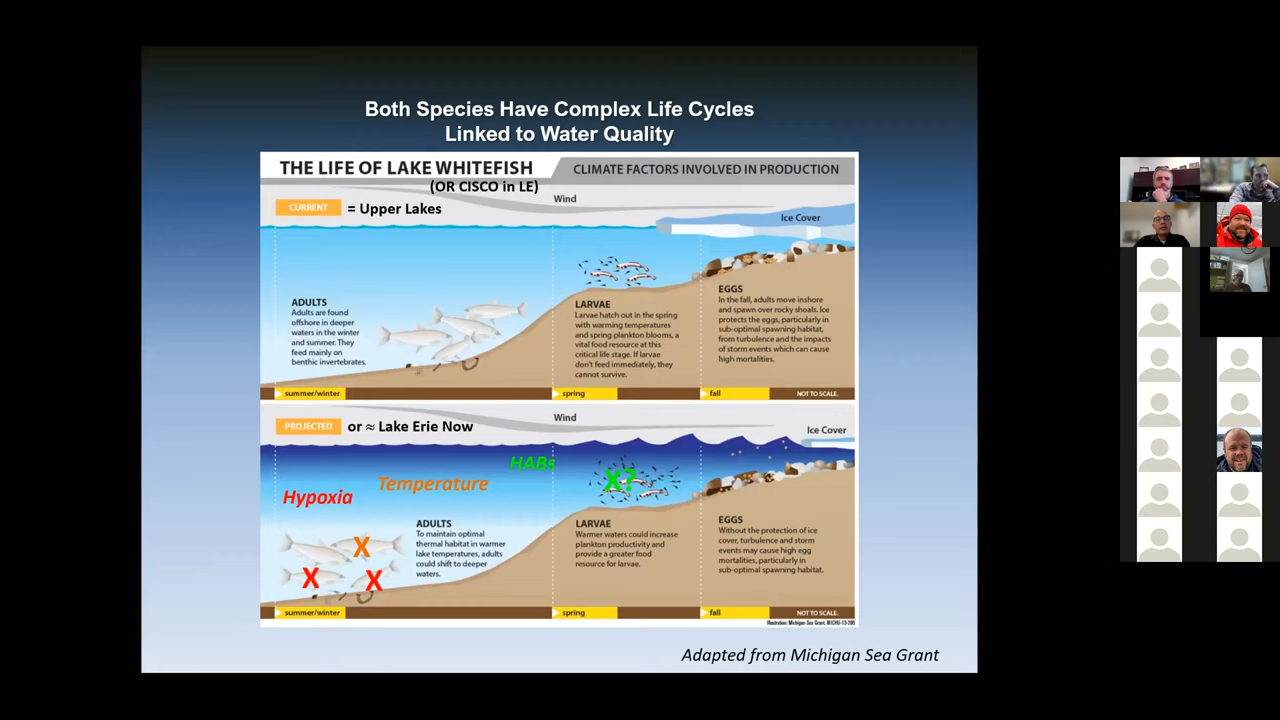 Both Species Have Complex Life Cycles
Linked to Water Quality
THE LIFE OF LAKE WHITEFISH
CLIMATE FACTORS INVOLVED IN PRODUCTION
(OR CISCO in LE)
CURRENT
= Upper Lakes
Wind
Ice Cover
ADULTS
Adults are found
offshore in deeper
waters in the winter
and summer. They
feed mainly on
benthic invertebrates.
LARVAE
Larvae hatch out in the spring
with warming temperatures
and spring plankton blooms, a
vital food resource at this
critical life stage. If larvae
don't feed immediately, they
cannot survive.
EGGS
In the fall, adults move inshore
and spawn over rocky shoals. Ice
protects the eggs, particularly in
sub-optimal spawning habitat,
from turbulence and the impacts
of storm events which can cause
high mortalities.
summer/winter
spring
fall
NOT TO SCALE.
PROJECTED
or ≈ Lake Erie Now
Wind
Ice Cover
HABs
Temperature
Hypoxia
X?
X
X
X
ADULTS
To maintain optimal
thermal habitat in warmer
lake temperatures, adults
could shift to deeper
waters.
LARVAE
Warmer waters could increase
plankton productivity and
provide a greater food
resource for larvae.
EGGS
Without the protection of ice
cover, turbulence and storm
events may cause high egg
mortalities, particularly in
sub-optimal spawning habitat.
summer/winter
spring
fall
NOT TO SCALE.
Illustration: Michigan Sea Grant, MICHU-13-200
Adapted from Michigan Sea Grant